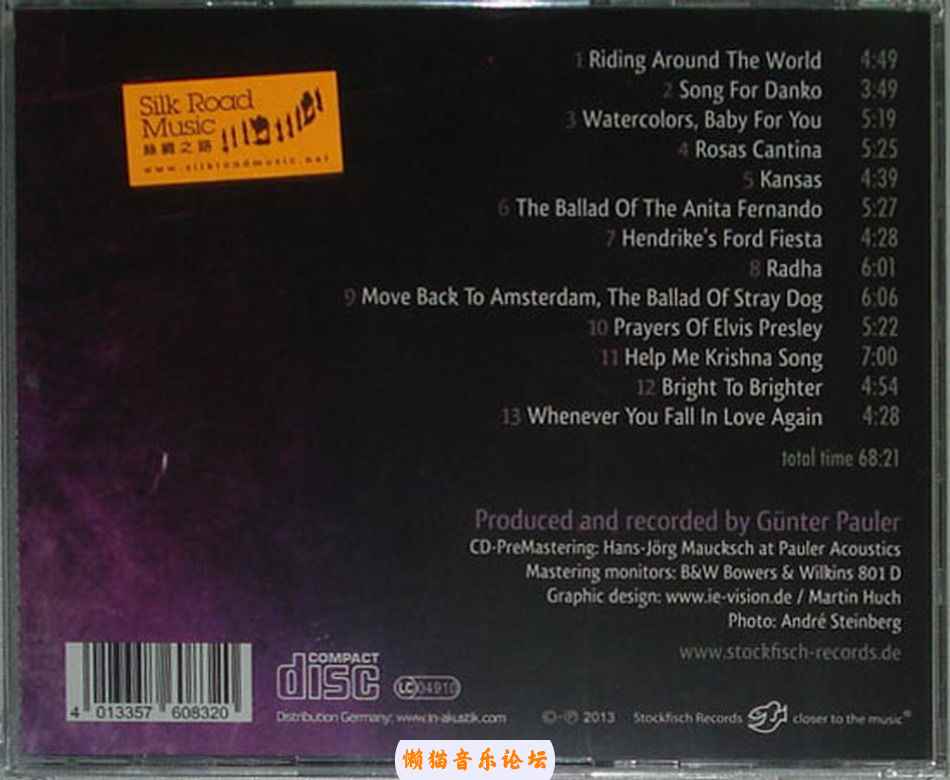 Silk Road
Music
絲綢之路
www.silkroadmusic.net
1 Riding Around The World 4:49
2 Song For Danko 3:49
3 Watercolors, Baby For You 5:19
4 Rosas Cantina 5:25
5 Kansas 4:39
6 The Ballad Of The Anita Fernando 5:27
7 Hendrike's Ford Fiesta 4:28
8 Radha 6:01
9 Move Back To Amsterdam, The Ballad Of Stray Dog 6:06
10 Prayers Of Elvis Presley 5:22
11 Help Me Krishna Song 7:00
12 Bright To Brighter 4:54
13 Whenever You Fall In Love Again 4:28
total time 68:21
Produced and recorded by Günter Pauler
CD-PreMastering: Hans-Jörg Maucksch at Pauler Acoustics
Mastering monitors: B&W Bowers & Wilkins 801 D
Graphic design: www.ie-vision.de / Martin Huch
Photo: André Steinberg
www.stockfisch-records.de
4 013357 608320
COMPACT
disc
LC 04910
Distribution Germany: www.in-akustik.com
©+℗ 2013 Stockfisch Records closer to the music®
懒猫音乐论坛